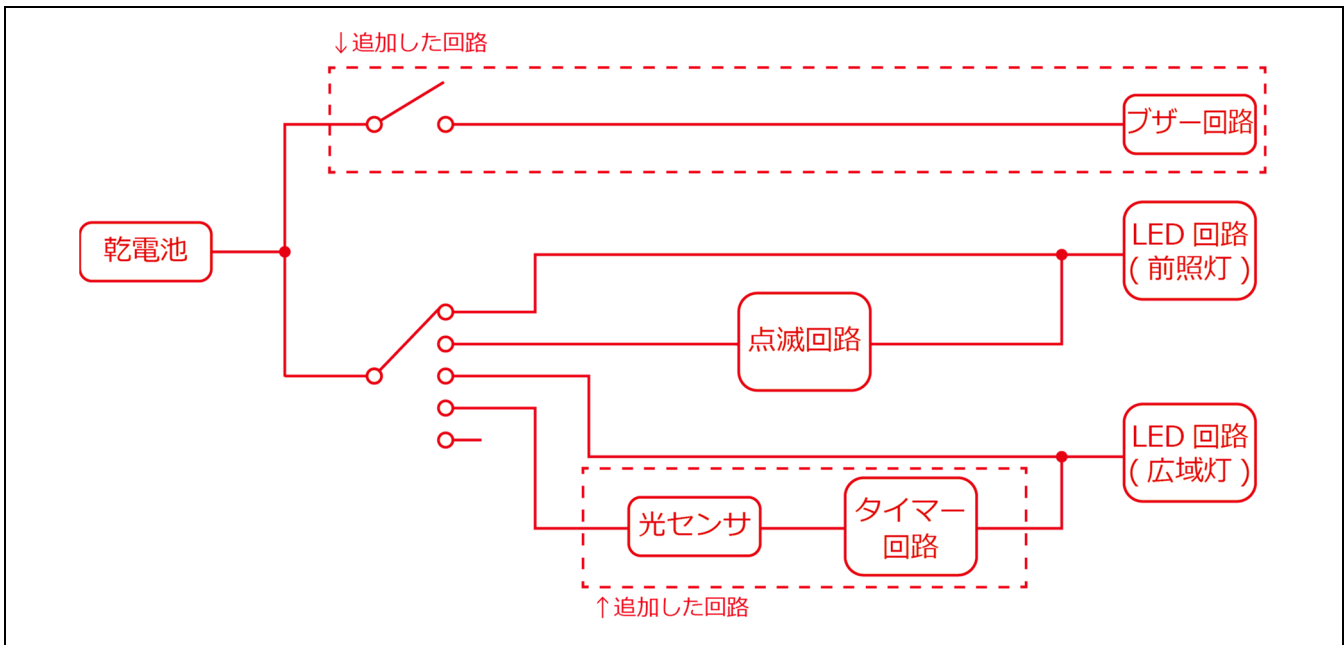 ↓追加した回路
ブザー回路
乾電池
LED 回路
( 前照灯 )
点滅回路
LED 回路
( 広域灯 )
光センサ
タイマー
回路
↑追加した回路